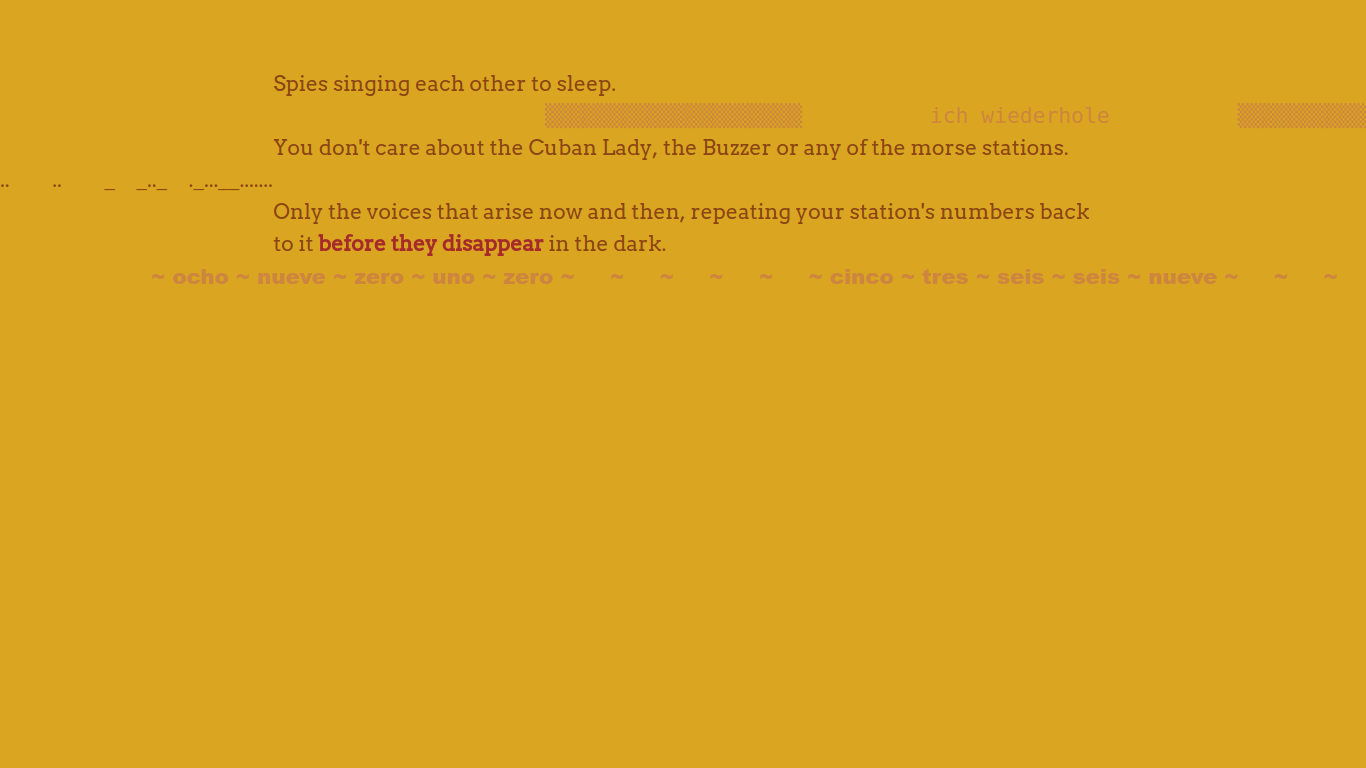 Spies singing each other to sleep.
▒▒▒▒▒▒▒▒▒▒▒▒▒▒▒▒▒▒▒▒ ich wiederhole ▒▒▒▒▒▒▒▒▒▒
You don't care about the Cuban Lady, the Buzzer or any of the morse stations.
.. .. _ _.._ ._...__.......
Only the voices that arise now and then, repeating your station's numbers back
to it before they disappear in the dark.
~ ocho ~ nueve ~ zero ~ uno ~ zero ~ ~ ~ ~ ~ ~ cinco ~ tres ~ seis ~ seis ~ nueve ~ ~ ~